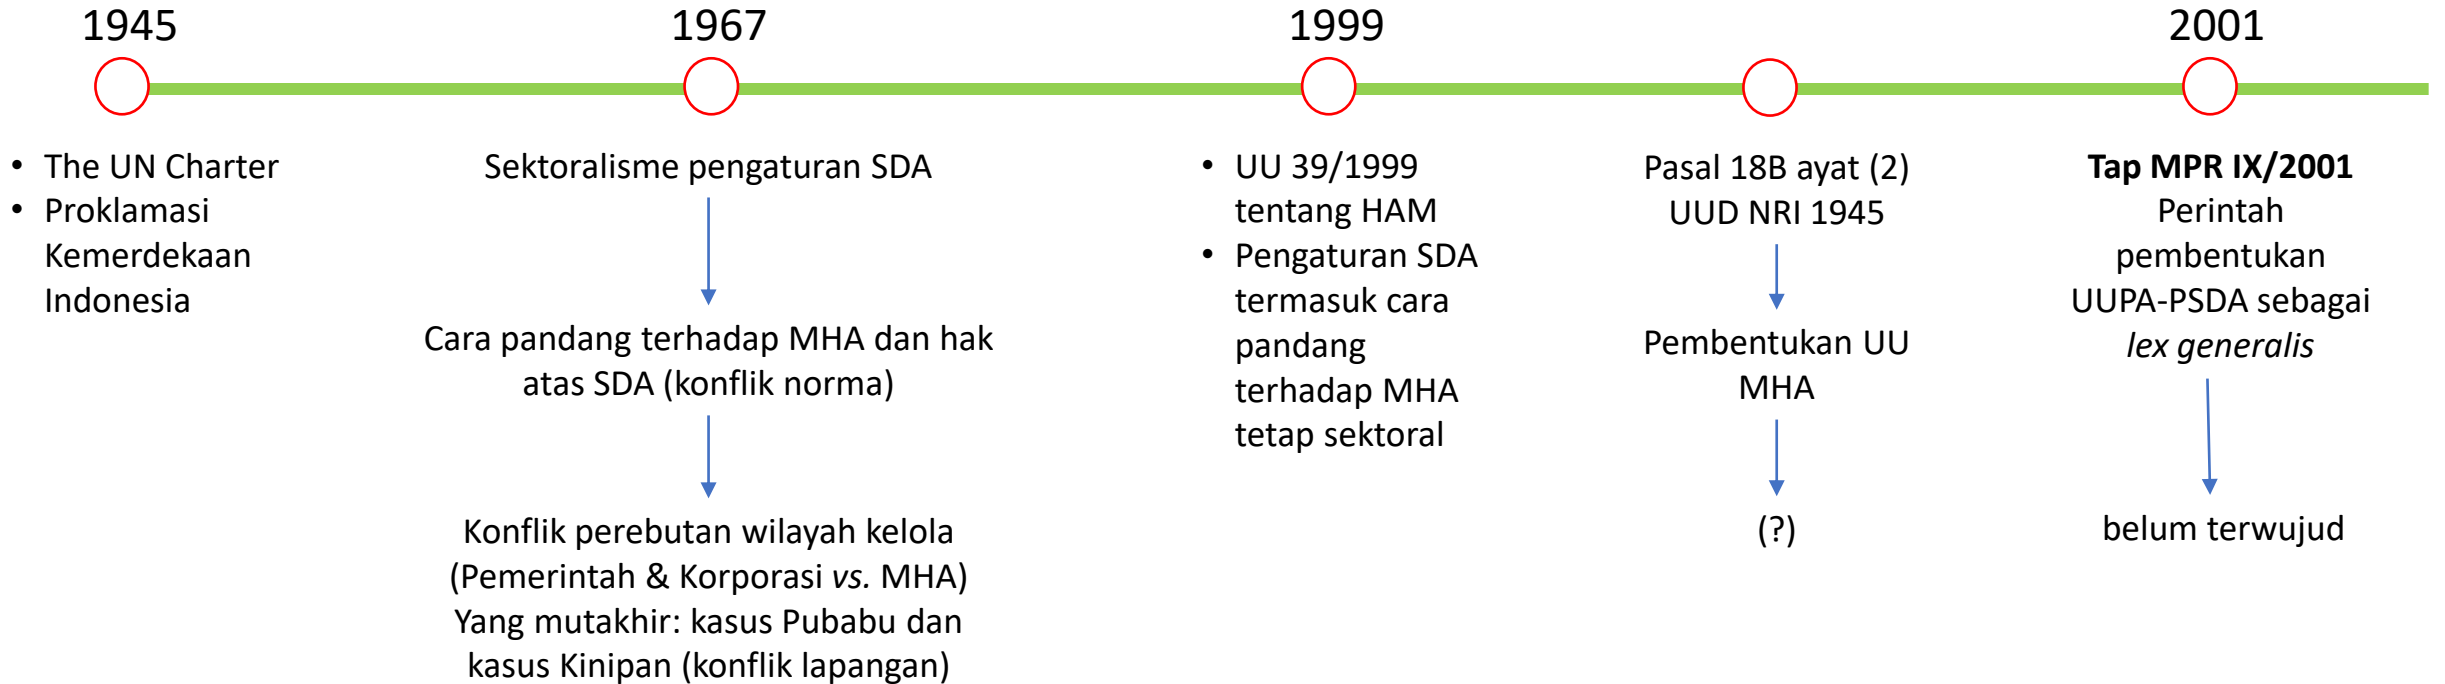 1945
• The UN Charter
• Proklamasi
Kemerdekaan
Indonesia
1967
Sektoralisme pengaturan SDA
Cara pandang terhadap MHA dan hak
atas SDA (konflik norma)
Konflik perebutan wilayah kelola
(Pemerintah & Korporasi vs. MHA)
Yang mutakhir: kasus Pubabu dan
kasus Kinipan (konflik lapangan)
1999
• UU 39/1999
tentang HAM
• Pengaturan SDA
termasuk cara
pandang
terhadap MHA
tetap sektoral
Pasal 18B ayat (2)
UUD NRI 1945
Pembentukan UU
MHA
(?)
2001
Tap MPR IX/2001
Perintah
pembentukan
UUPA-PSDA sebagai
lex generalis
belum terwujud